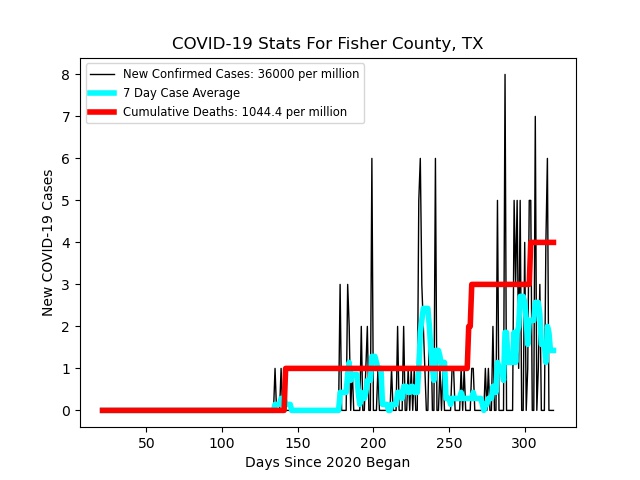 COVID-19 Stats For Fisher County, TX
New Confirmed Cases: 36000 per million
7 Day Case Average
Cumulative Deaths: 1044.4 per million
New COVID-19 Cases
8
7
6
5
4
3
2
1
0
50 100 150 200 250 300
Days Since 2020 Began